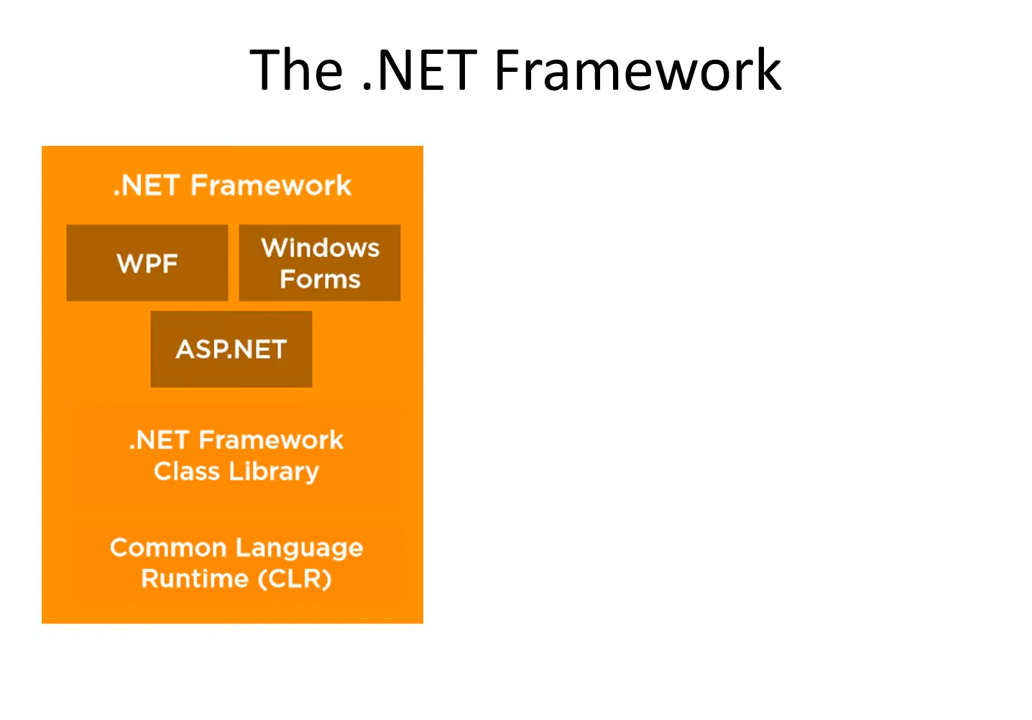 The .NET Framework
.NET Framework
WPF
Windows
Forms
ASP.NET
.NET Framework
Class Library
Common Language
Runtime (CLR)